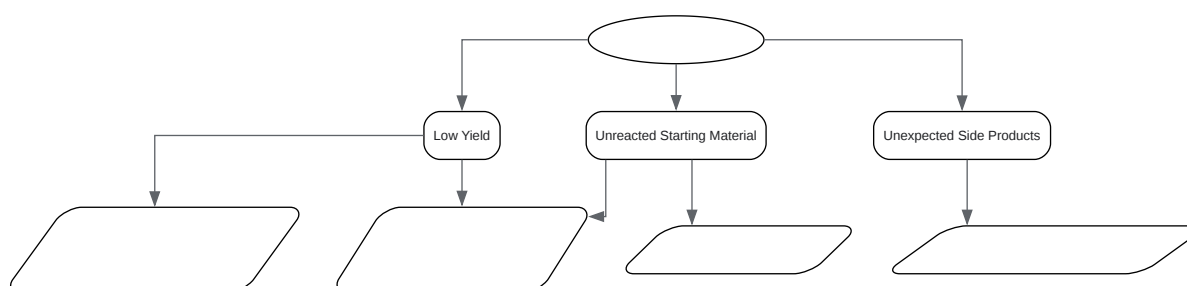 Low Yield
Unreacted Starting Material
Unexpected Side Products